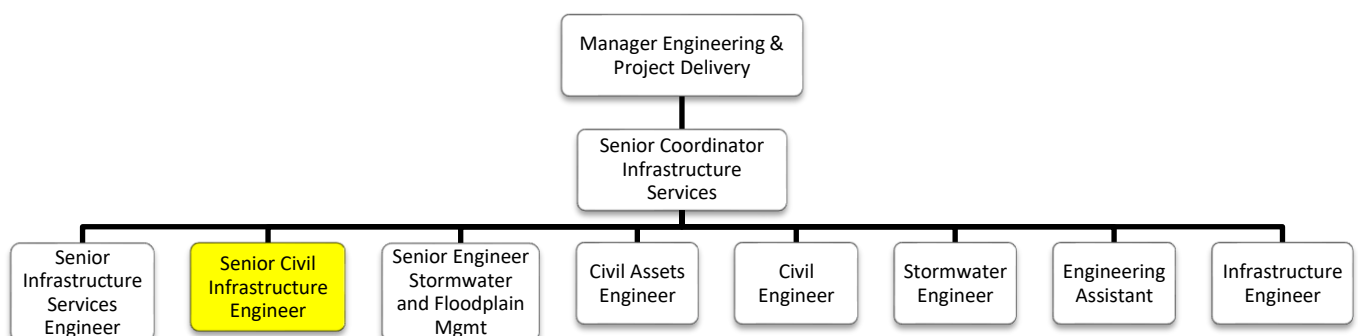 Manager Engineering &
Project Delivery
Senior Coordinator
Infrastructure
Services
Senior
Infrastructure
Services
Engineer
Senior Civil
Infrastructure
Engineer
Senior Engineer
Stormwater
and Floodplain
Mgmt
Civil Assets
Engineer
Civil
Engineer
Stormwater
Engineer
Engineering
Assistant
Infrastructure
Engineer